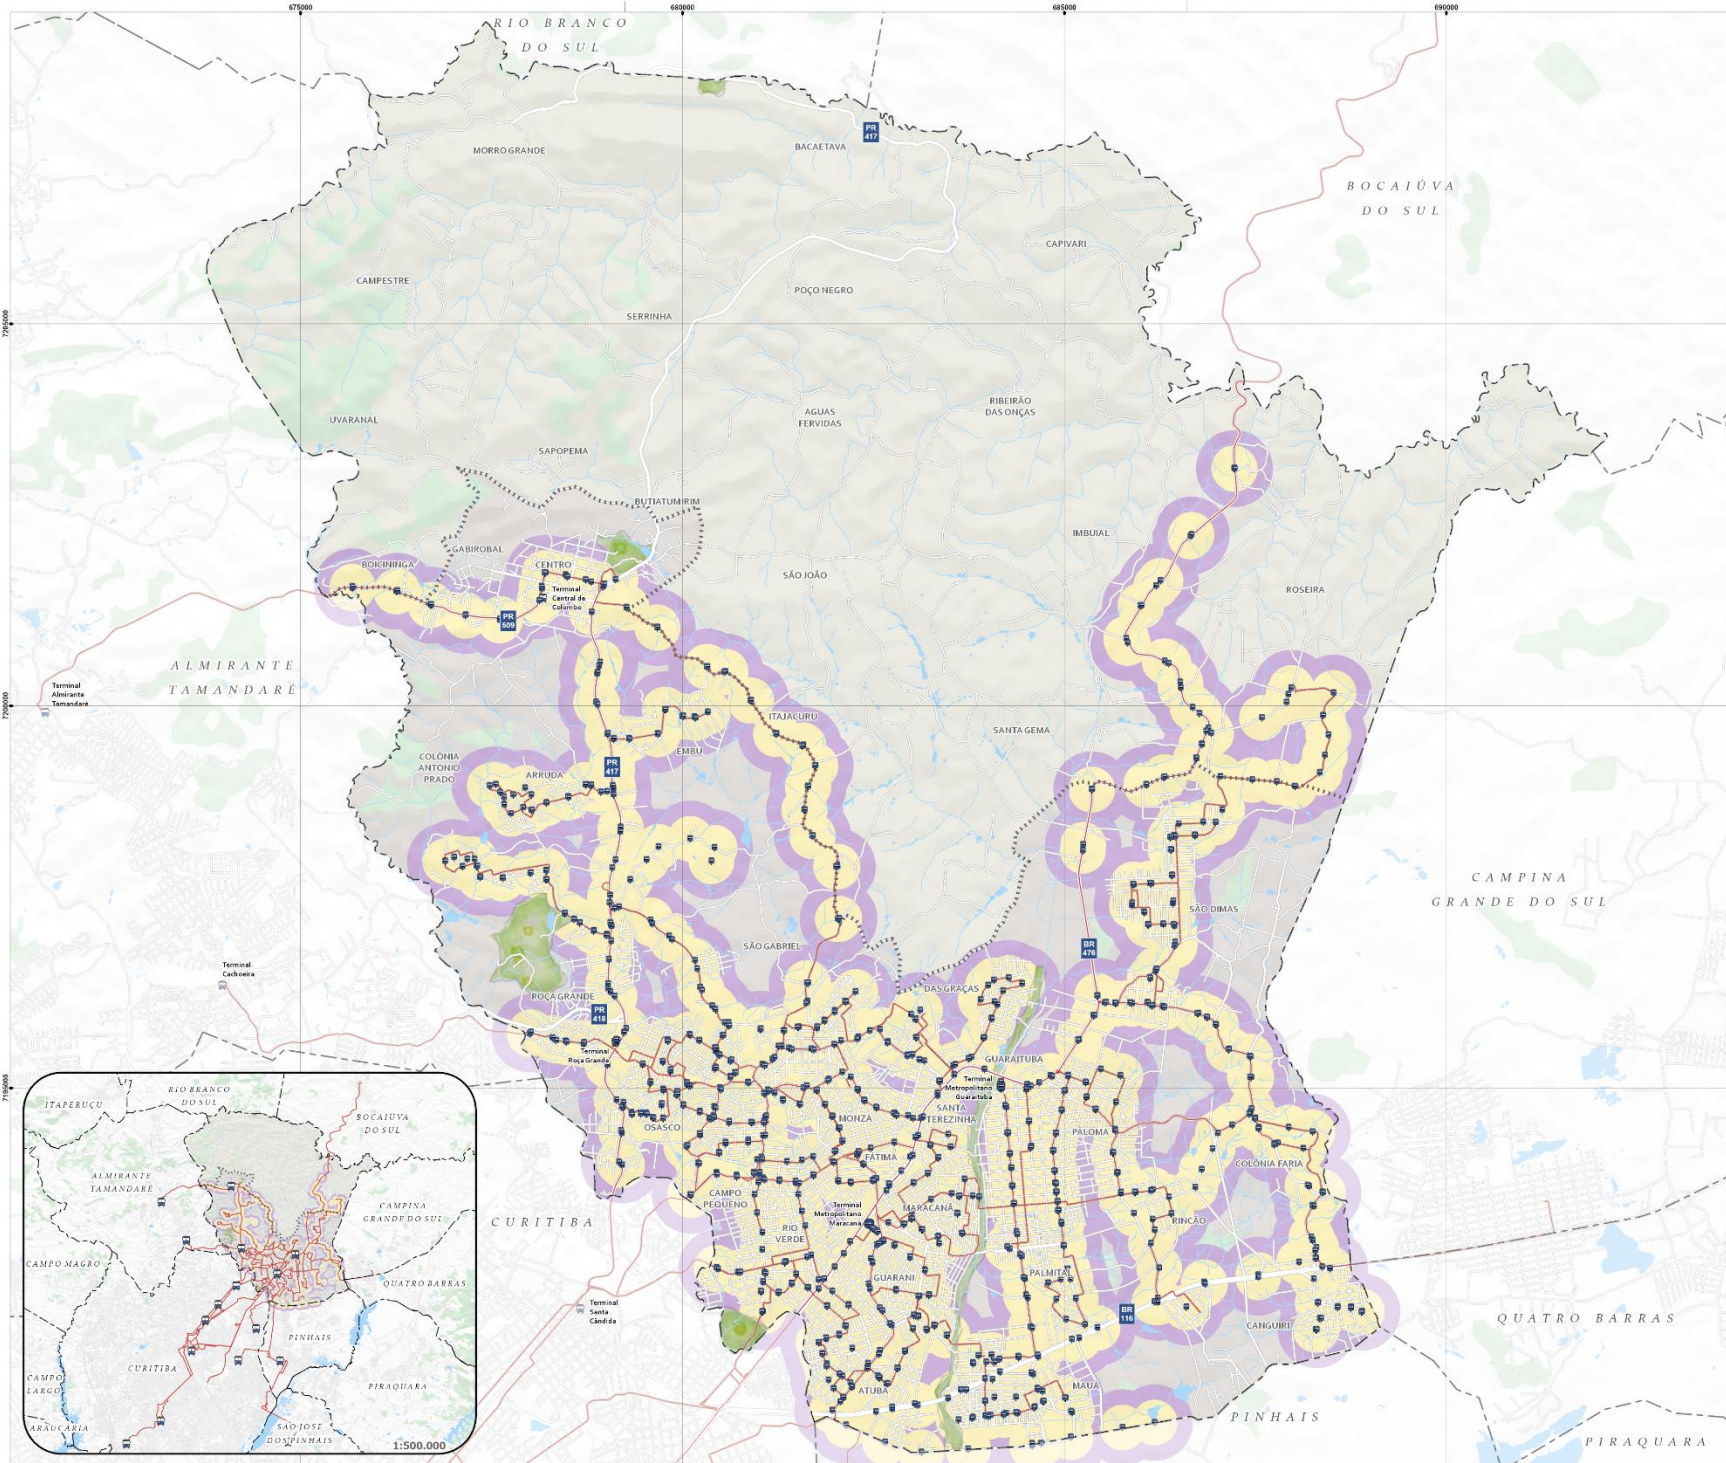 675000
680000
685000
690000
RIO BRANCO
DO SUL
PR
417
MORRO GRANDE
BACAETAVA
BOCAIÚVA
DO SUL
CAPIVARI
CAMPESTRE
POÇO NEGRO
SERRINHA
7205000
RIBEIRÃO
DAS ONÇAS
AGUAS
FERVIDAS
UVARANAL
SAPOPEMA
BUTIATUMIRIM
IMBUIAL
GABIROBAL
BOICININGA
CENTRO
SÃO JOÃO
ROSEIRA
Terminal
Central de
Colombo
PR
509
ALMIRANTE
TAMANDARÉ
Terminal
Almirante
Tamandaré
7200000
ITAJACURU
SANTA GEMA
EMBU
COLÔNIA
ANTONIO
PRADO
PR
417
ARRUDA
CAMPINA
GRANDE DO SUL
SÃO DIMAS
BR
476
SÃO GABRIEL
Terminal
Cachoeira
DAS GRAÇAS
ROÇA GRANDE
PR
418
Terminal
Roça Grande
GUARAITUBA
Terminal
Metropolitano
Guaraituba
7195000
SANTA
TEREZINHA
MONZA
OSASCO
PALOMA
FÁTIMA
COLÔNIA FARIA
CAMPO
PEQUENO
MARACANÃ
Terminal
Metropolitano
Maracanã
CURITIBA
RIO
VERDE
RINCÃO
GUARANI
PALMITAL
Terminal
Santa
Cândida
BR
116
CANGUIRI
QUATRO BARRAS
ATUBA
MAUA
PINHAIS
PIRAQUARA
RIO BRANCO
DO SUL
ITAPERUÇU
BOCAIUVA
DO SUL
ALMIRANTE
TAMANDARÉ
CAMPINA
GRANDE DO SUL
CAMPO MAGRO
QUATRO BARRAS
PINHAIS
CURITIBA
CAMPO
LARGO
PIRAQUARA
ARAUCÁRIA
SÃO JOSÉ
DOS PINHAIS
1:500.000